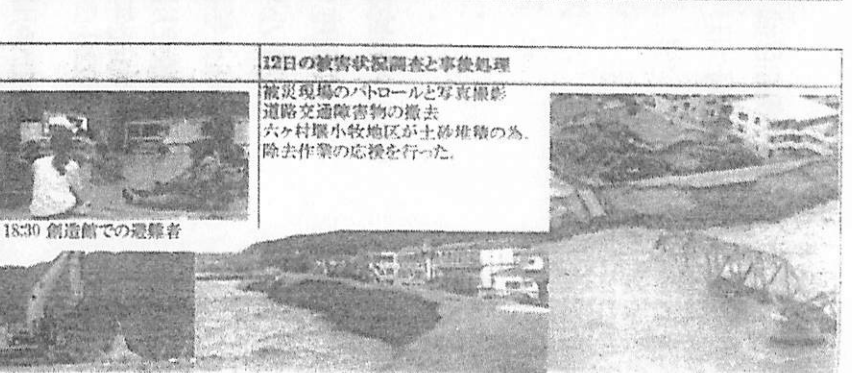 12日の被害状況調査と事後処理
被災現場のパトロールと写真撮影
道路交通障害物の撤去
六ヶ村堰小牧地区が土砂堆積の為、
除去作業の応援を行った。
18:30 創造館での避難者